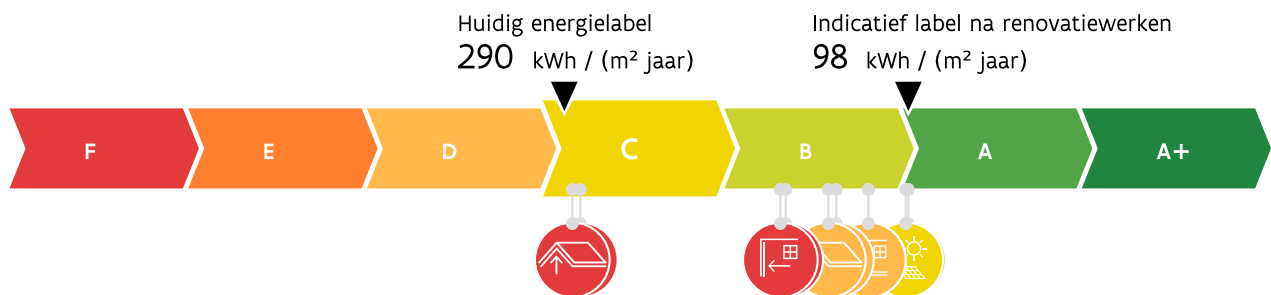 Huidig energielabel
290 kWh / (m² jaar)
Indicatief label na renovatiewerken
98 kWh / (m² jaar)
F E D C B A A+